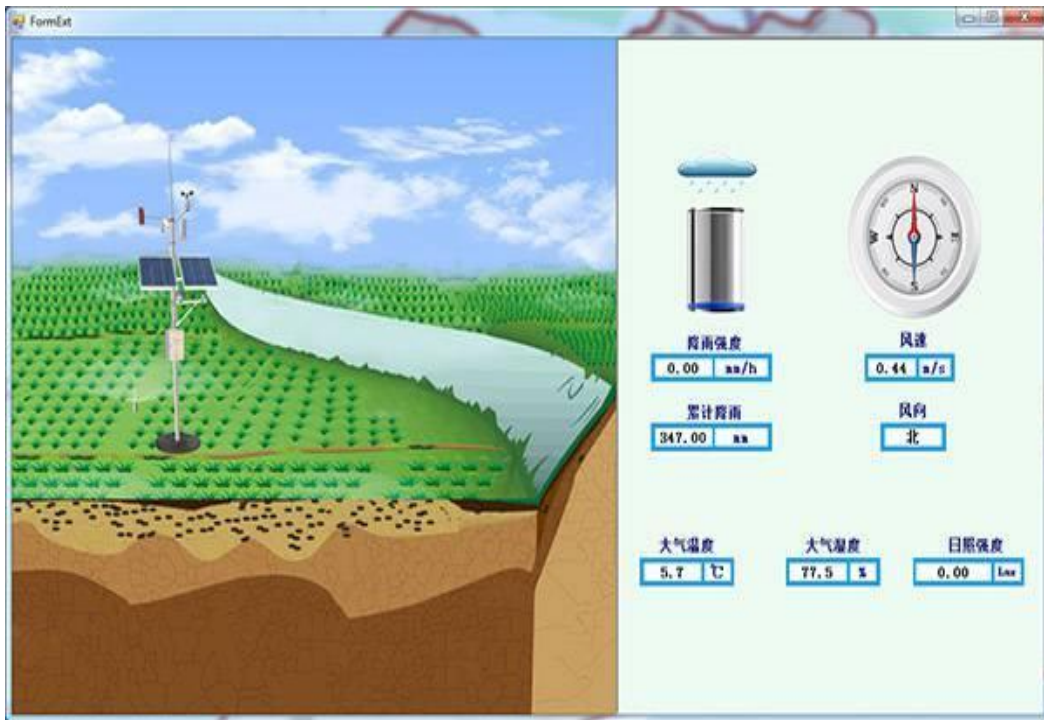 FormExt
N
W
E
S
降雨强度
0.00 mm/h
风速
0.44 m/s
累计降雨
347.00 mm
风向
北
大气温度
5.7 ℃
大气湿度
77.5 %
日照强度
0.00 Lux